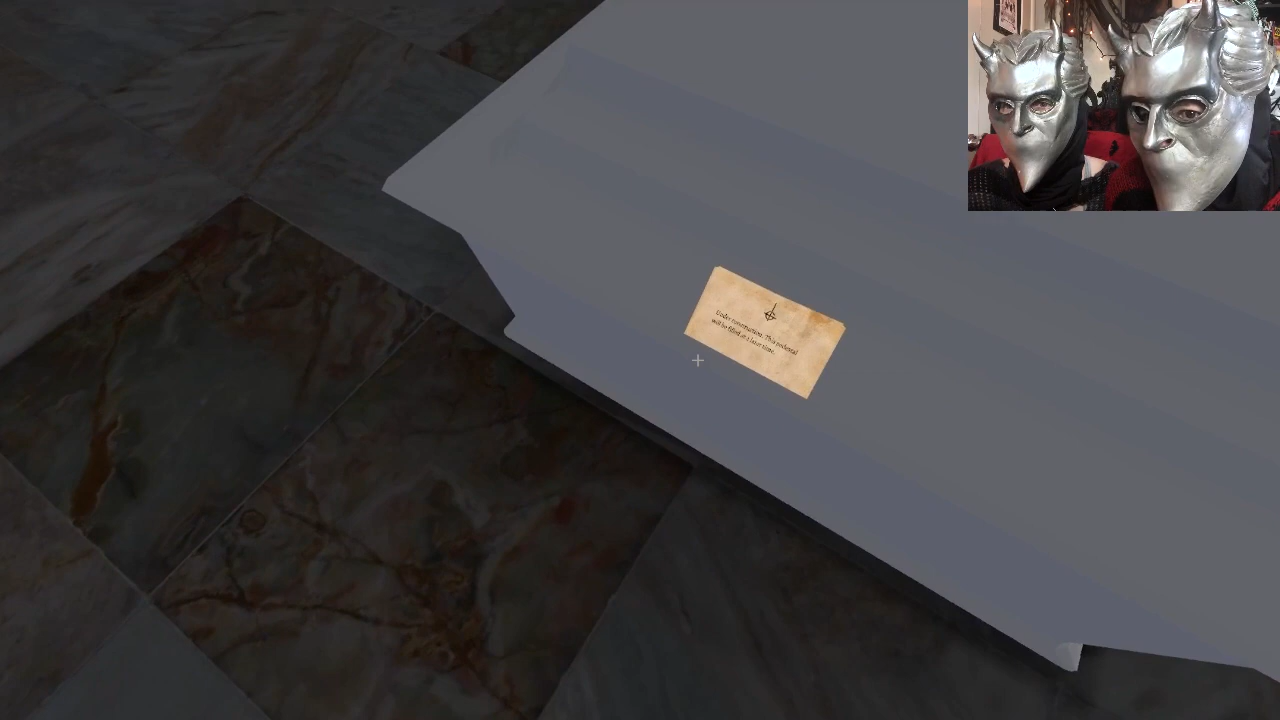 Under construction. This pedestal
will be filled at a later time.